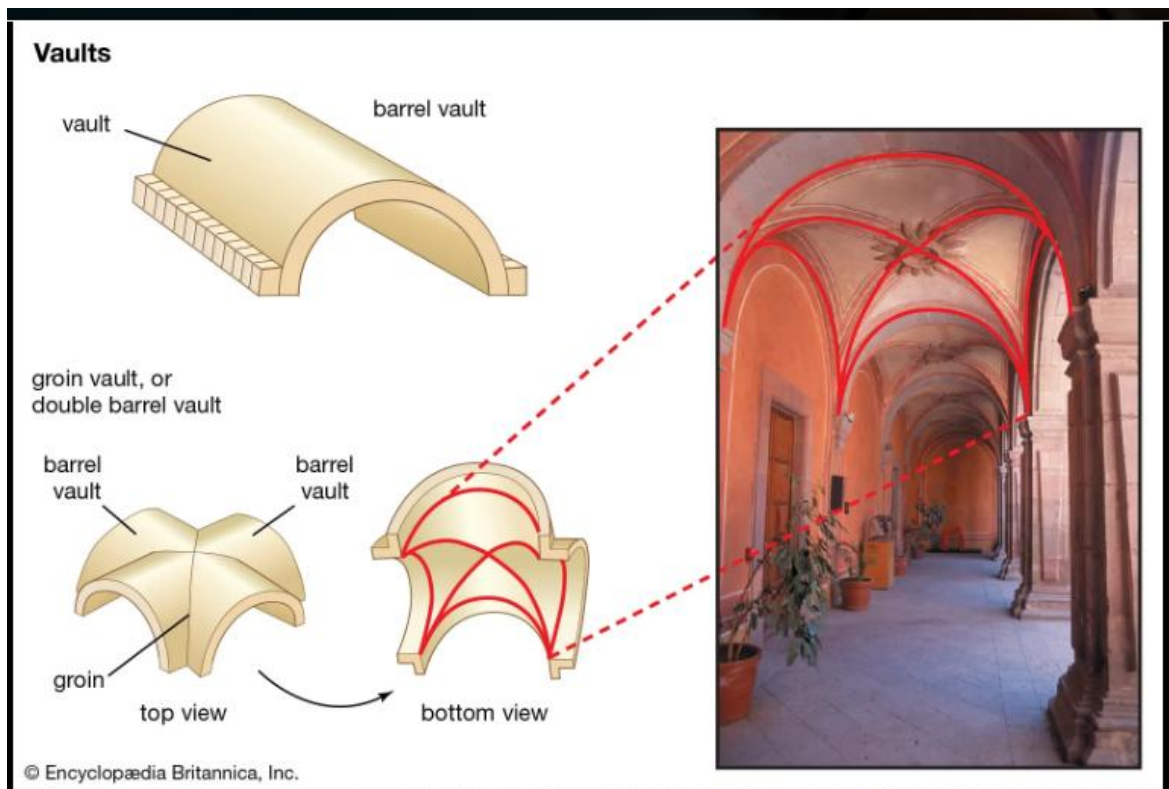 Vaults
vault
barrel vault
groin vault, or
double barrel vault
barrel
vault
barrel
vault
groin
top view
bottom view
© Encyclopædia Britannica, Inc.